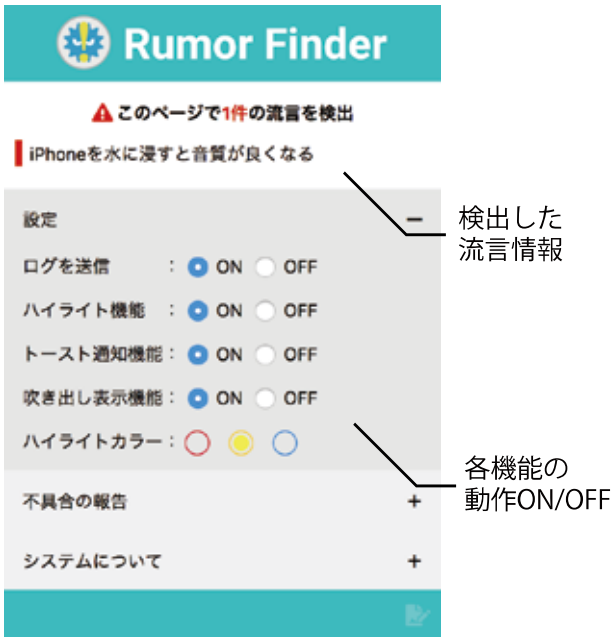 Rumor Finder
このページで1件の流言を検出
iPhoneを水に浸すと音質が良くなる
検出した
流言情報
設定
ログを送信 : ON OFF
ハイライト機能 : ON OFF
トースト通知機能 : ON OFF
吹き出し表示機能 : ON OFF
ハイライトカラー :
各機能の
動作ON/OFF
不具合の報告 +
システムについて +